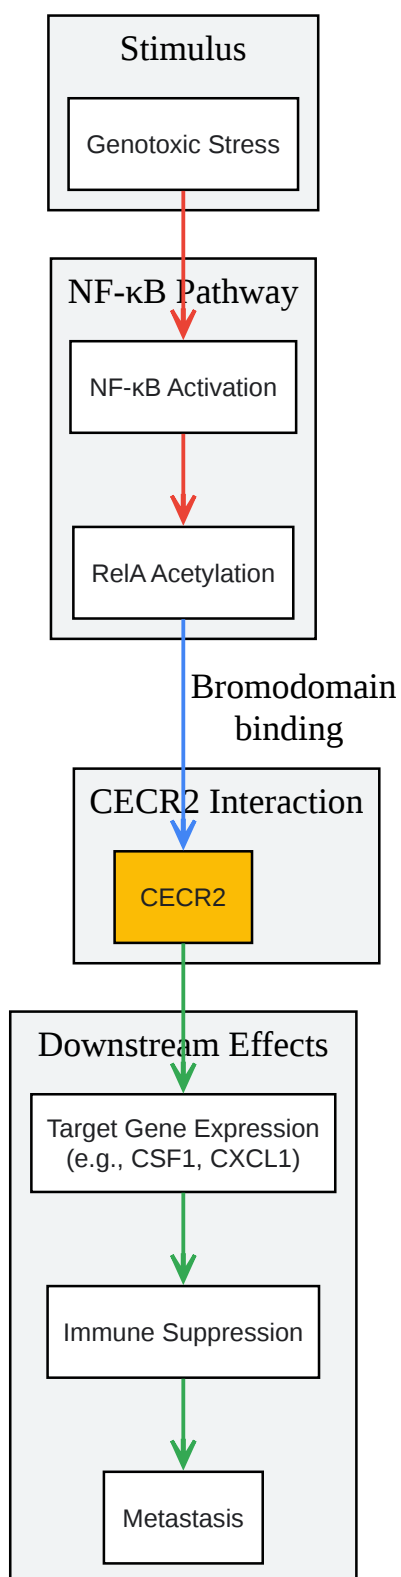 Stimulus
Genotoxic Stress
NF-κB Pathway
NF-κB Activation
RelA Acetylation
Bromodomain
binding
CECR2 Interaction
CECR2
Downstream Effects
Target Gene Expression
(e.g., CSF1, CXCL1)
Immune Suppression
Metastasis